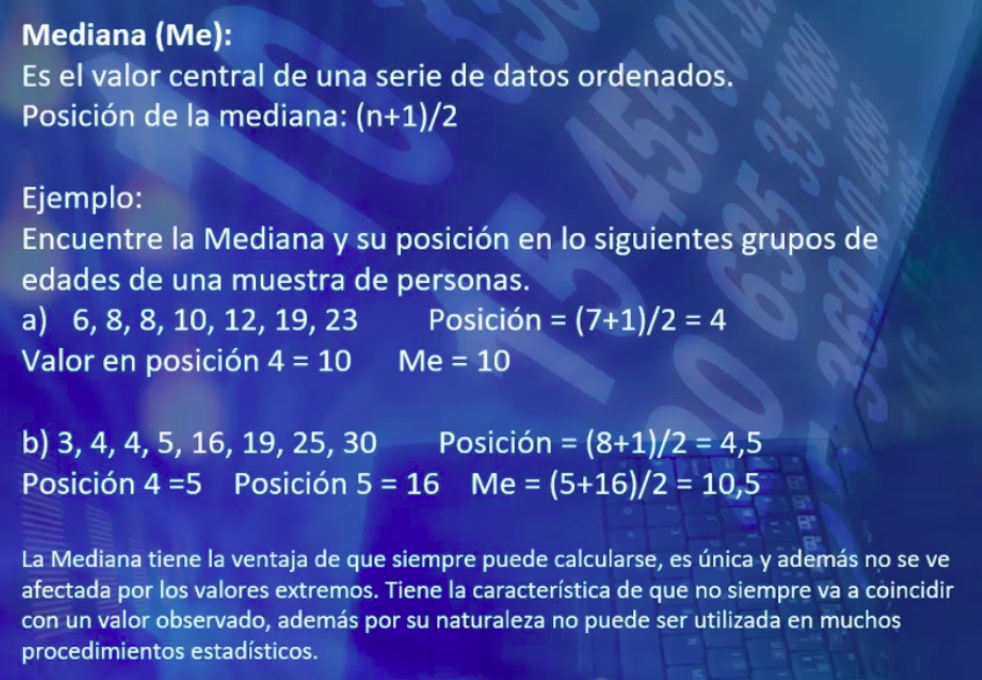 Mediana (Me):
Es el valor central de una serie de datos ordenados.
Posición de la mediana: (n+1)/2
Ejemplo:
Encuentre la Mediana y su posición en lo siguientes grupos de
edades de una muestra de personas.
a) 6, 8, 8, 10, 12, 19, 23 Posición = (7+1)/2 = 4
Valor en posición 4 = 10 Me = 10
b) 3, 4, 4, 5, 16, 19, 25, 30 Posición = (8+1)/2 = 4,5
Posición 4 =5 Posición 5 = 16 Me = (5+16)/2 = 10,5
La Mediana tiene la ventaja de que siempre puede calcularse, es única y además no se ve
afectada por los valores extremos. Tiene la característica de que no siempre va a coincidir
con un valor observado, además por su naturaleza no puede ser utilizada en muchos
procedimientos estadísticos.